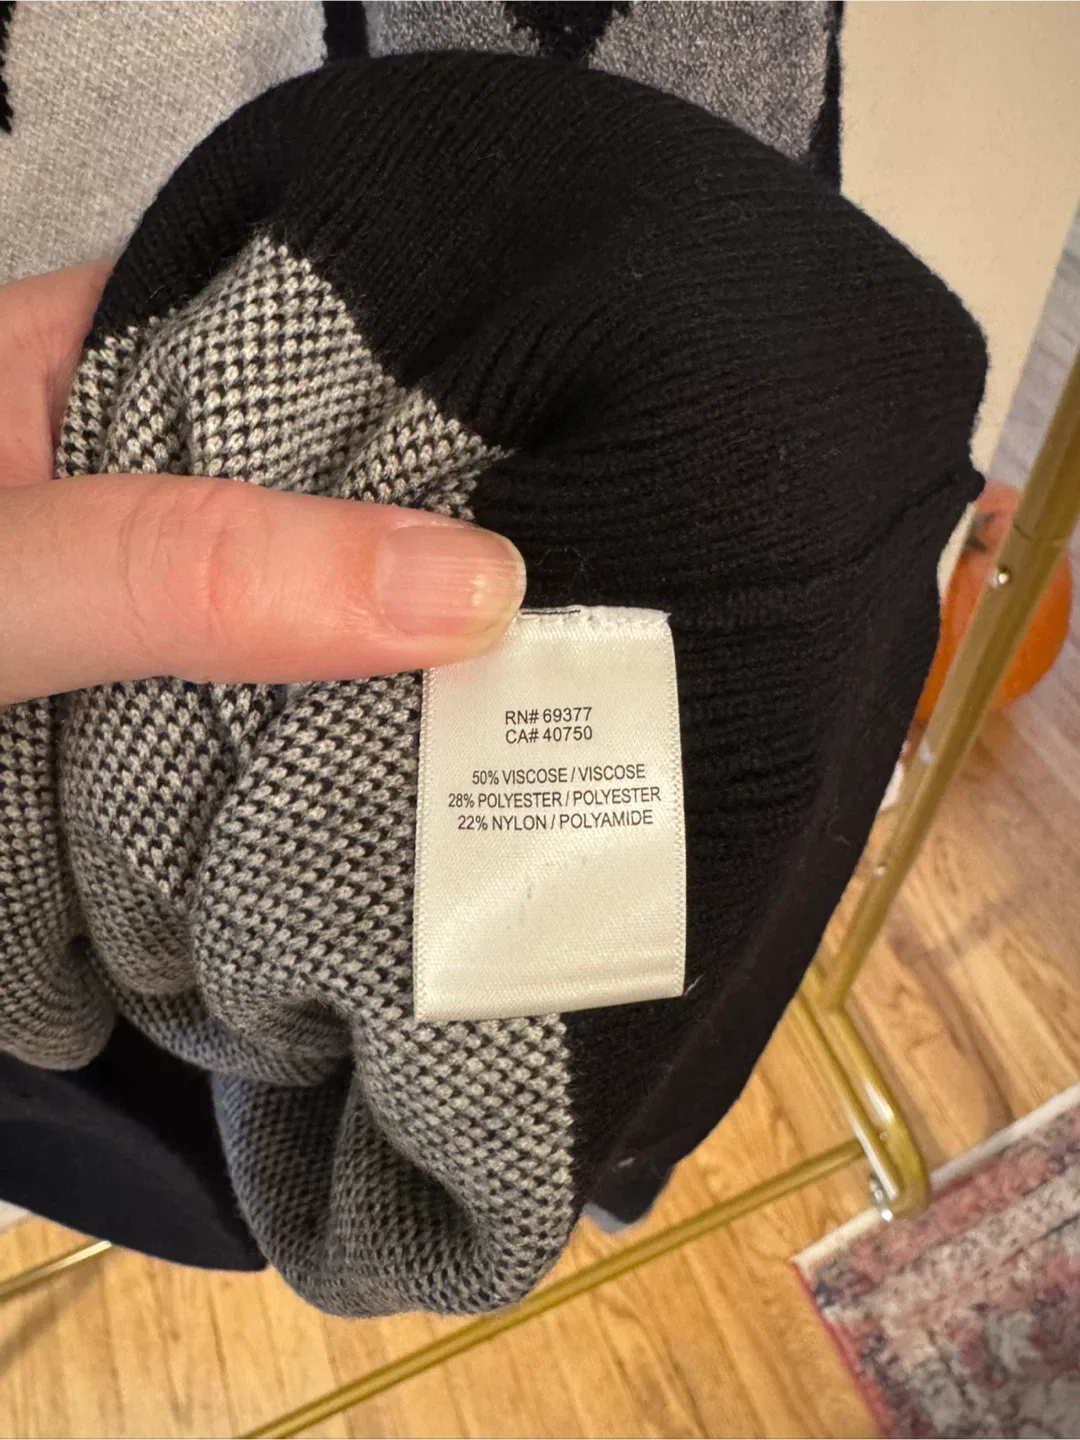 RN# 69377
CA# 40750
50% VISCOSE / VISCOSE
28% POLYESTER / POLYESTER
22% NYLON / POLYAMIDE